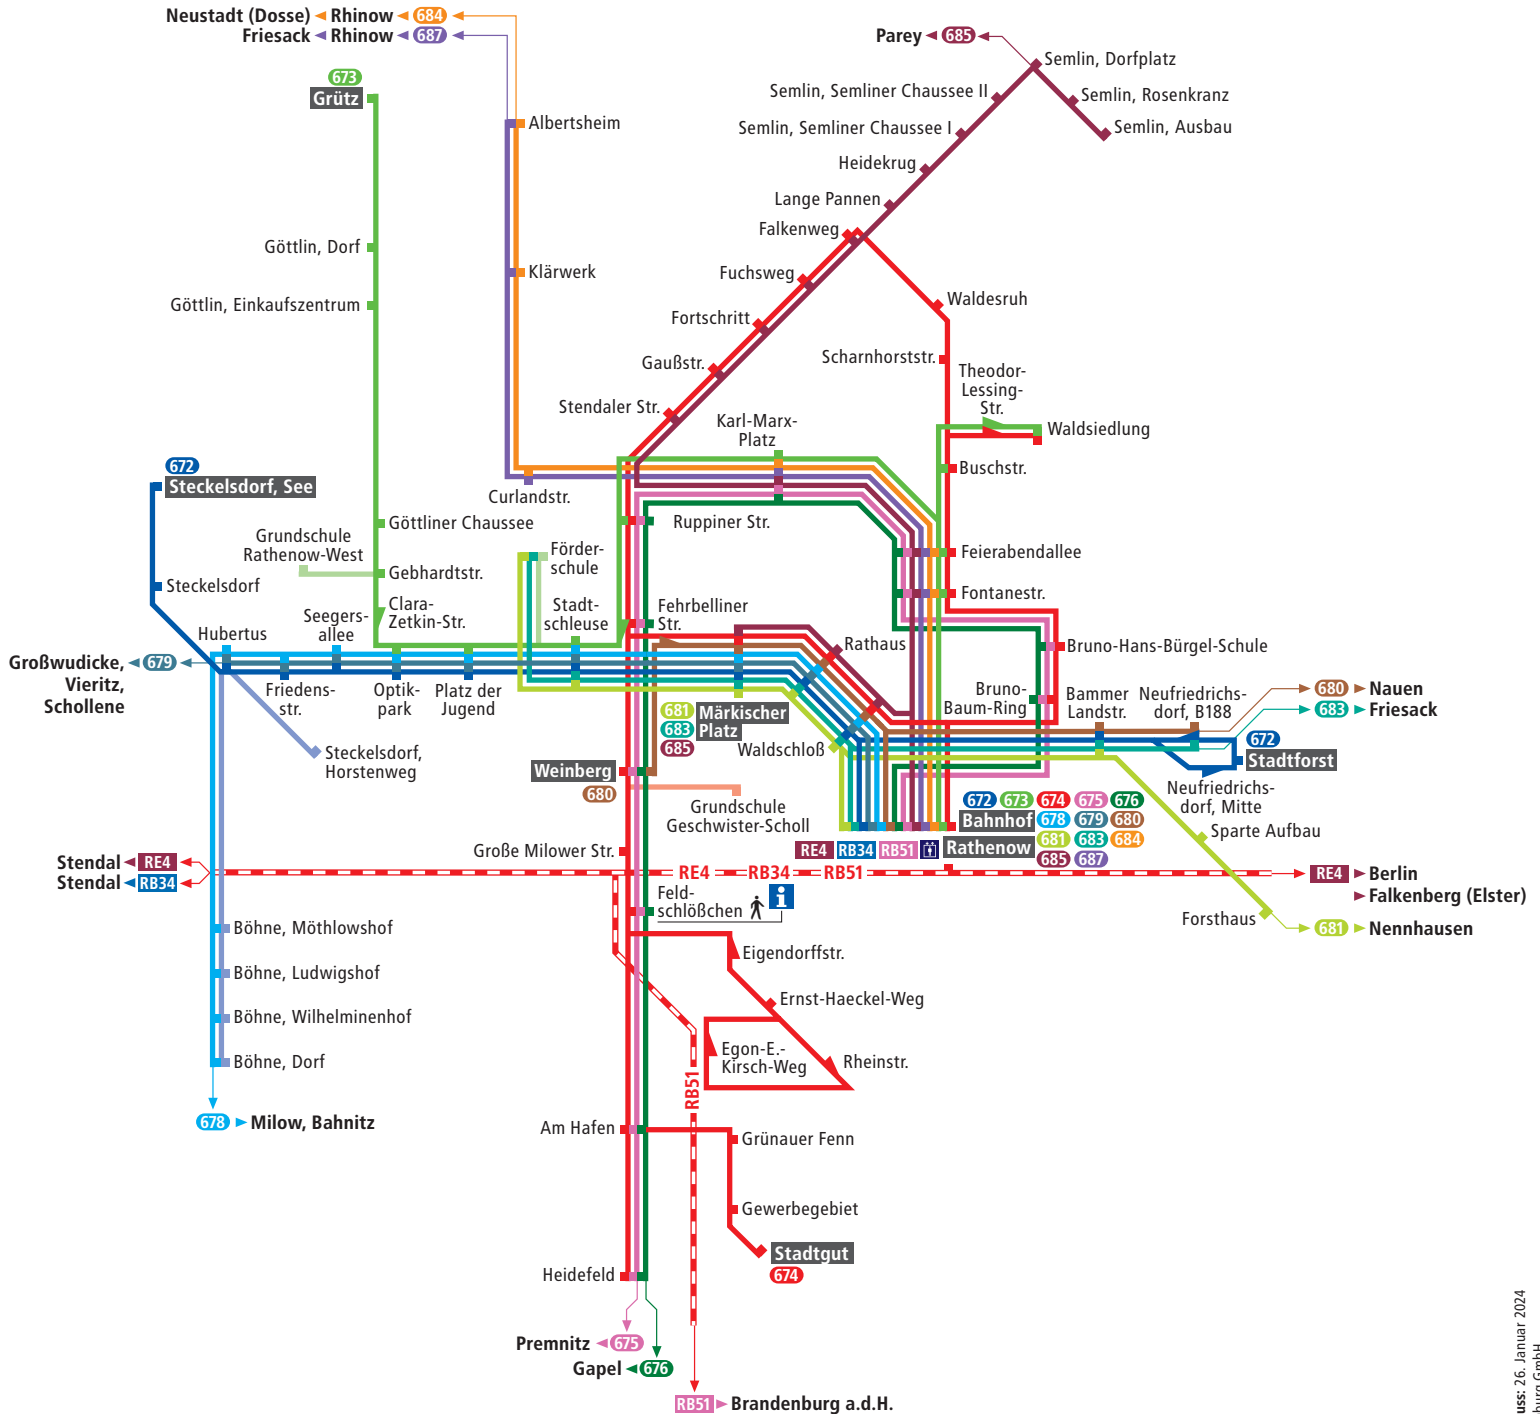 Neustadt (Dosse) Rhinow 684
Friesack Rhinow 687
Parey 685
Semlin, Dorfplatz
673
Grütz
Semlin, Semliner Chaussee II
Semlin, Rosenkranz
Albertsheim
Semlin, Semliner Chaussee I
Semlin, Ausbau
Heidekrug
Lange Pannen
Falkenweg
Göttlin, Dorf
Klärwerk
Fuchsweg
Göttlin, Einkaufszentrum
Waldesruh
Fortschritt
Scharnhorststr.
Gaußstr.
Theodor-
Lessing-
Str.
Stendaler Str.
Karl-Marx-
Platz
Waldsiedlung
672
Steckelsdorf, See
Buschstr.
Curlandstr.
Göttliner Chaussee
Ruppiner Str.
Grundschule
Rathenow-West
Förder-
schule
Feierabendallee
Gebhardtstr.
Steckelsdorf
Fontanestr.
Clara-
Zetkin-Str.
Stadt-
schleuse
Fehrbelliner
Str.
Seegers-
allee
Hubertus
Rathaus
Bruno-Hans-Bürgel-Schule
Großwudicke,
Vieritz,
Schollene
679
Friedens-
str.
Optik-
park
Platz der
Jugend
Bruno-
Baum-Ring
Bammer
Landstr.
Neufriedrichs-
dorf, B188
680 Nauen
683 Friesack
681
683
685
Märkischer
Platz
Waldschloß
Steckelsdorf,
Horstenweg
672
Stadtforst
Weinberg
680
Neufriedrichs-
dorf, Mitte
Grundschule
Geschwister-Scholl
672 673 674 675 676
Bahnhof
678 679 680
Rathenow
681 683 684
685 687
Sparte Aufbau
RE4 RB34 RB51
Große Milower Str.
Stendal RE4
Stendal RB34
RE4 RB34 RB51
RE4 Berlin
Falkenberg (Elster)
Feld-
schlößchen
i
Forsthaus
681 Nennhausen
Böhne, Möthlowshof
Eigendorffstr.
Böhne, Ludwigshof
Ernst-Haeckel-Weg
Böhne, Wilhelminenhof
Egon-E.-
Kirsch-Weg
Rheinstr.
Böhne, Dorf
RB51
678 Milow, Bahnitz
Am Hafen
Grünauer Fenn
Gewerbegebiet
Stadtgut
674
Heidefeld
Premnitz 675
Gapel 676
RB51 Brandenburg a.d.H.
uss: 26. Januar 2024
burg GmbH